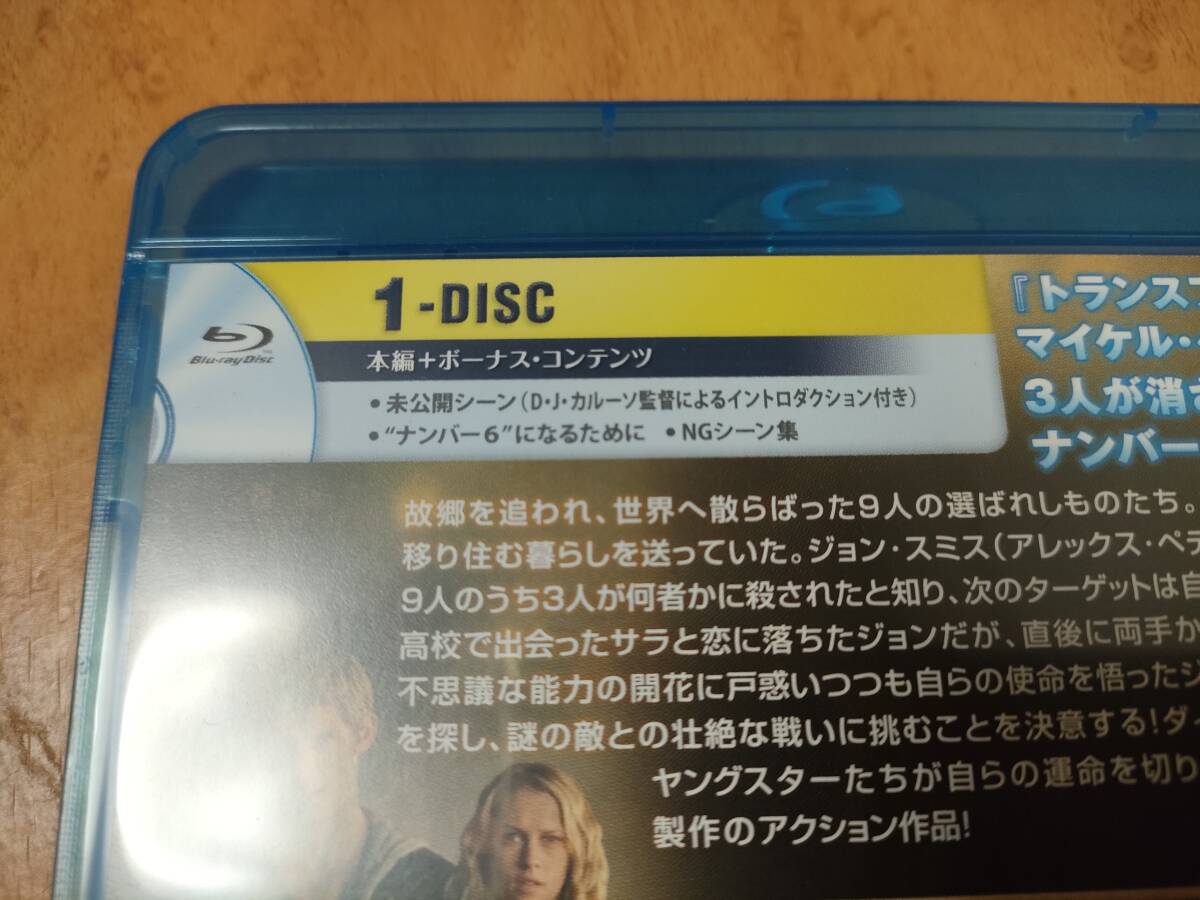 1-DISC
Blu-ray Disc
本編+ボーナス・コンテンツ
• 未公開シーン(D・J・カルーソ監督によるイントロダクション付き)
• “ナンバー6”になるために • NGシーン集
『トランスフ
マイケル・
3人が消さ
ナンバー
故郷を追われ、世界へ散らばった9人の選ばれしものたち。
移り住む暮らしを送っていた。ジョン・スミス(アレックス・ペテ
9人のうち3人が何者かに殺されたと知り、次のターゲットは自
高校で出会ったサラと恋に落ちたジョンだが、直後に両手か
不思議な能力の開花に戸惑いつつも自らの使命を悟ったジ
を探し、謎の敵との壮絶な戦いに挑むことを決意する!ダ
ヤングスターたちが自らの運命を切り
製作のアクション作品!